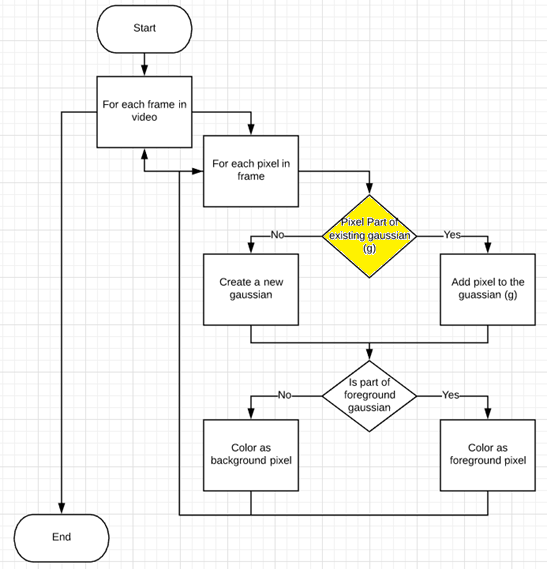 Start
For each frame in
video
For each pixel in
frame
Pixel Part of
existing gaussian
(g)
No
Yes
Create a new
gaussian
Add pixel to the
guassian (g)
Is part of
foreground
gaussian
No
Yes
Color as
background pixel
Color as
foreground pixel
End